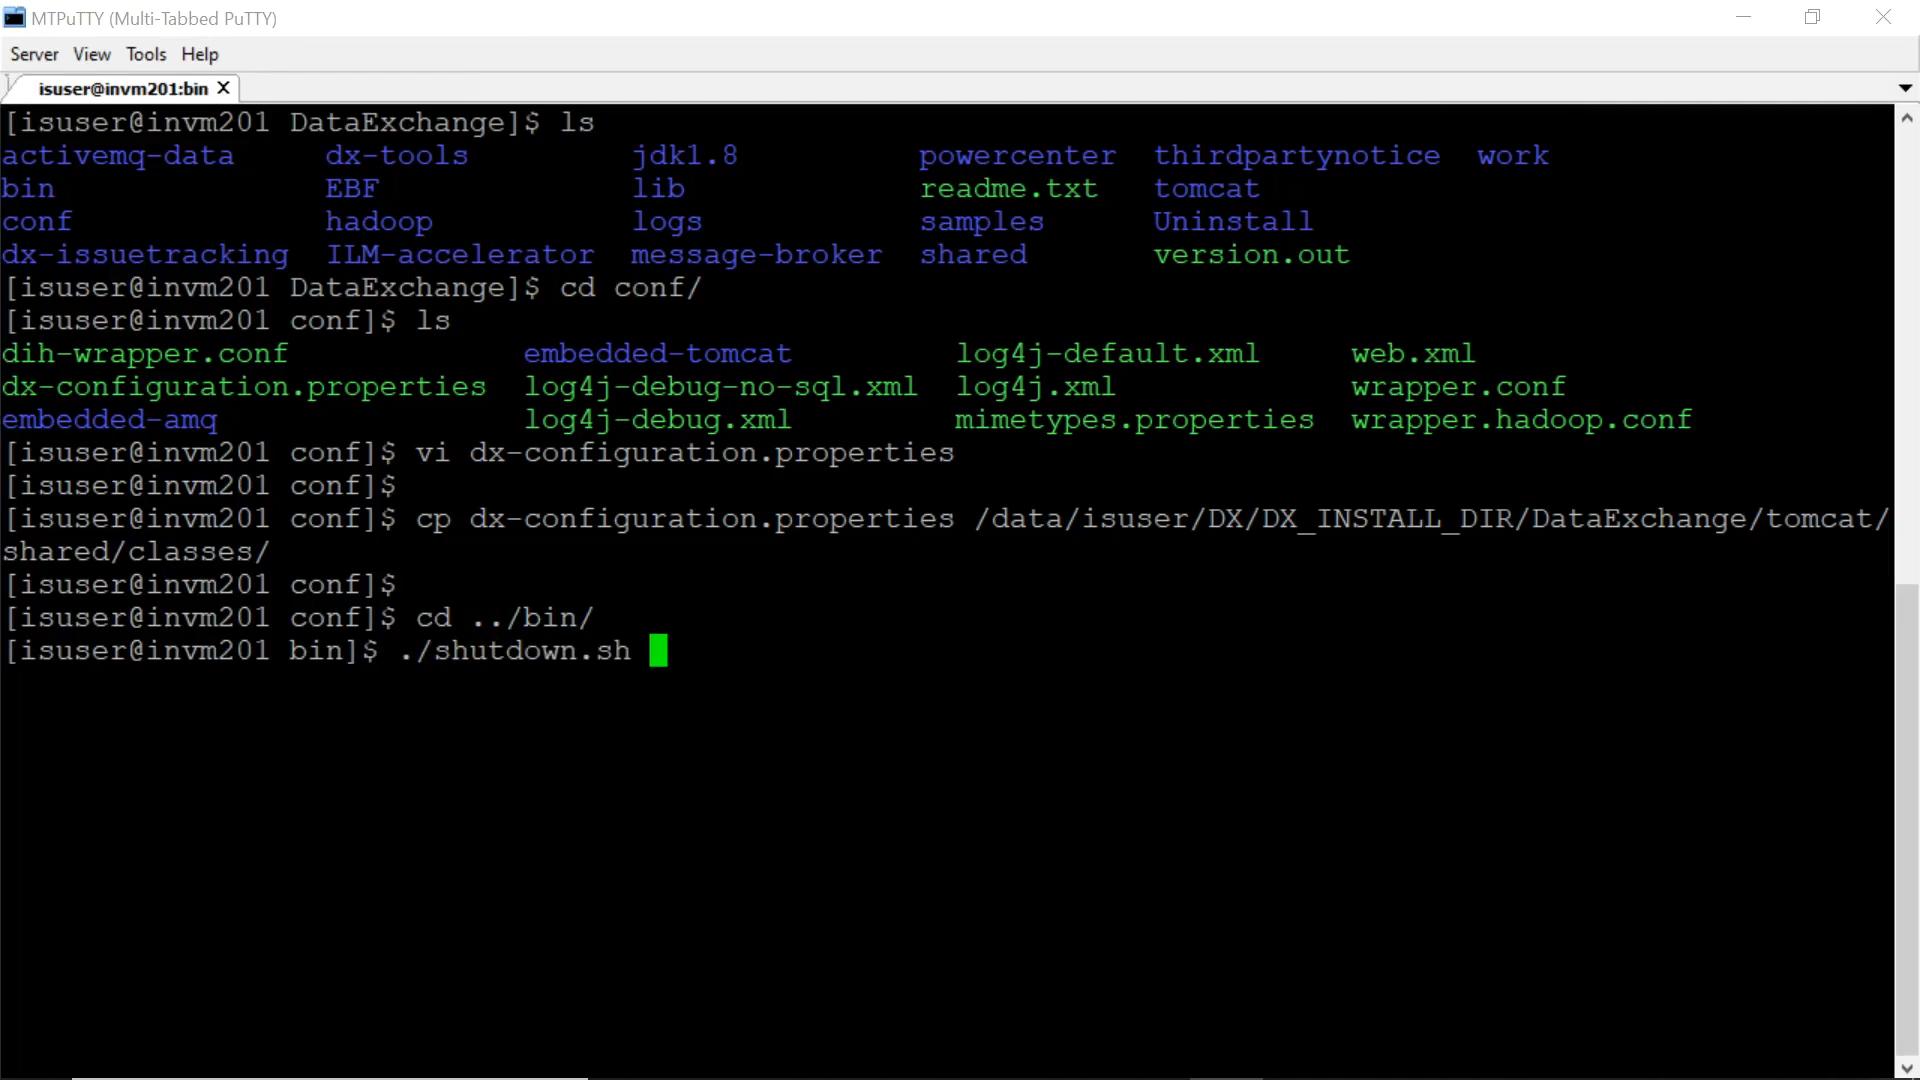 MTPuTTY (Multi-Tabbed PuTTY)
Server View Tools Help
isuser@invm201:bin X
[isuser@invm201 DataExchange]$ ls
activemq-data dx-tools jdk1.8 powercenter thirdpartynotice work
bin EBF lib readme.txt tomcat
conf hadoop logs samples Uninstall
dx-issuetracking ILM-accelerator message-broker shared version.out
[isuser@invm201 DataExchange]$ cd conf/
[isuser@invm201 conf]$ ls
dih-wrapper.conf embedded-tomcat log4j-default.xml web.xml
dx-configuration.properties log4j-debug-no-sql.xml log4j.xml wrapper.conf
embedded-amq log4j-debug.xml mimetypes.properties wrapper.hadoop.conf
[isuser@invm201 conf]$ vi dx-configuration.properties
[isuser@invm201 conf]$
[isuser@invm201 conf]$ cp dx-configuration.properties /data/isuser/DX/DX_INSTALL_DIR/DataExchange/tomcat/
shared/classes/
[isuser@invm201 conf]$
[isuser@invm201 conf]$ cd ../bin/
[isuser@invm201 bin]$ ./shutdown.sh